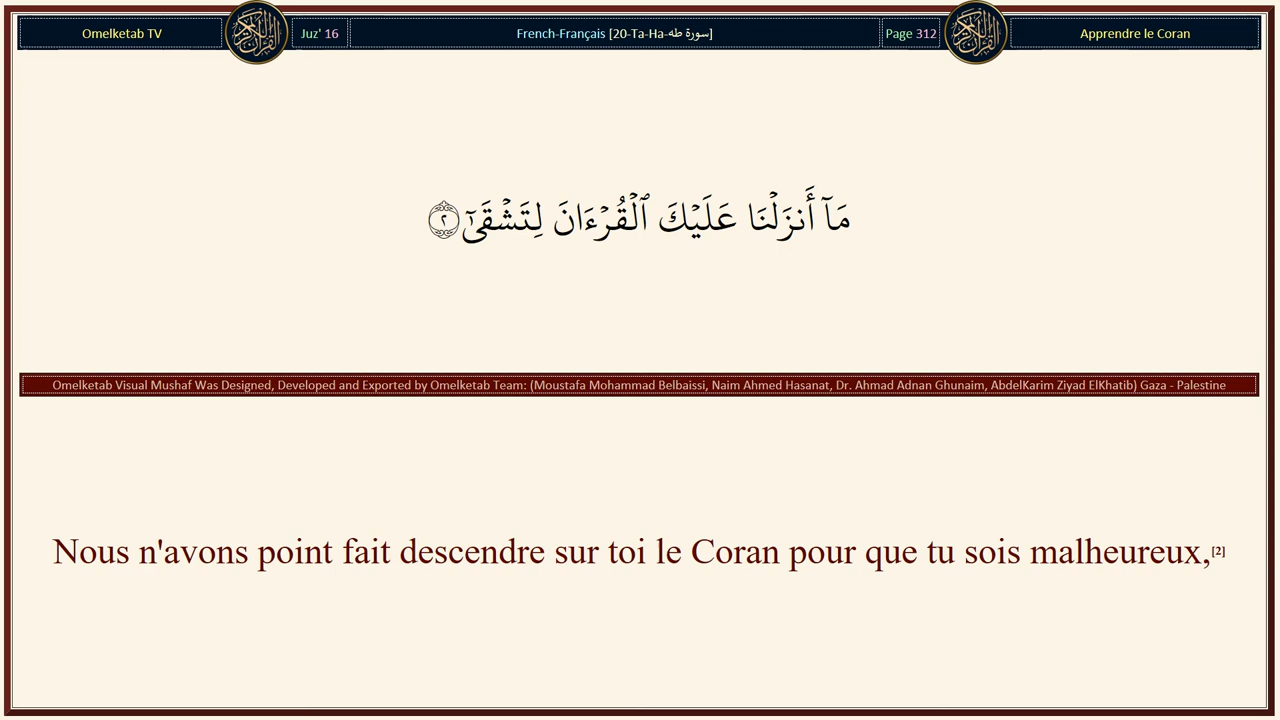 Omelketab TV
Juz' 16
French-Français [20-Ta-Ha-سورة طه]
Page 312
Apprendre le Coran
مَآ أَنزَلْنَا عَلَيْكَ ٱلْقُرْءَانَ لِتَشْقَىٰٓ ٢
Omelketab Visual Mushaf Was Designed, Developed and Exported by Omelketab Team: (Moustafa Mohammad Belbaissi, Naim Ahmed Hasanat, Dr. Ahmad Adnan Ghunaim, AbdelKarim Ziyad ElKhatib) Gaza - Palestine
Nous n'avons point fait descendre sur toi le Coran pour que tu sois malheureux,[2]